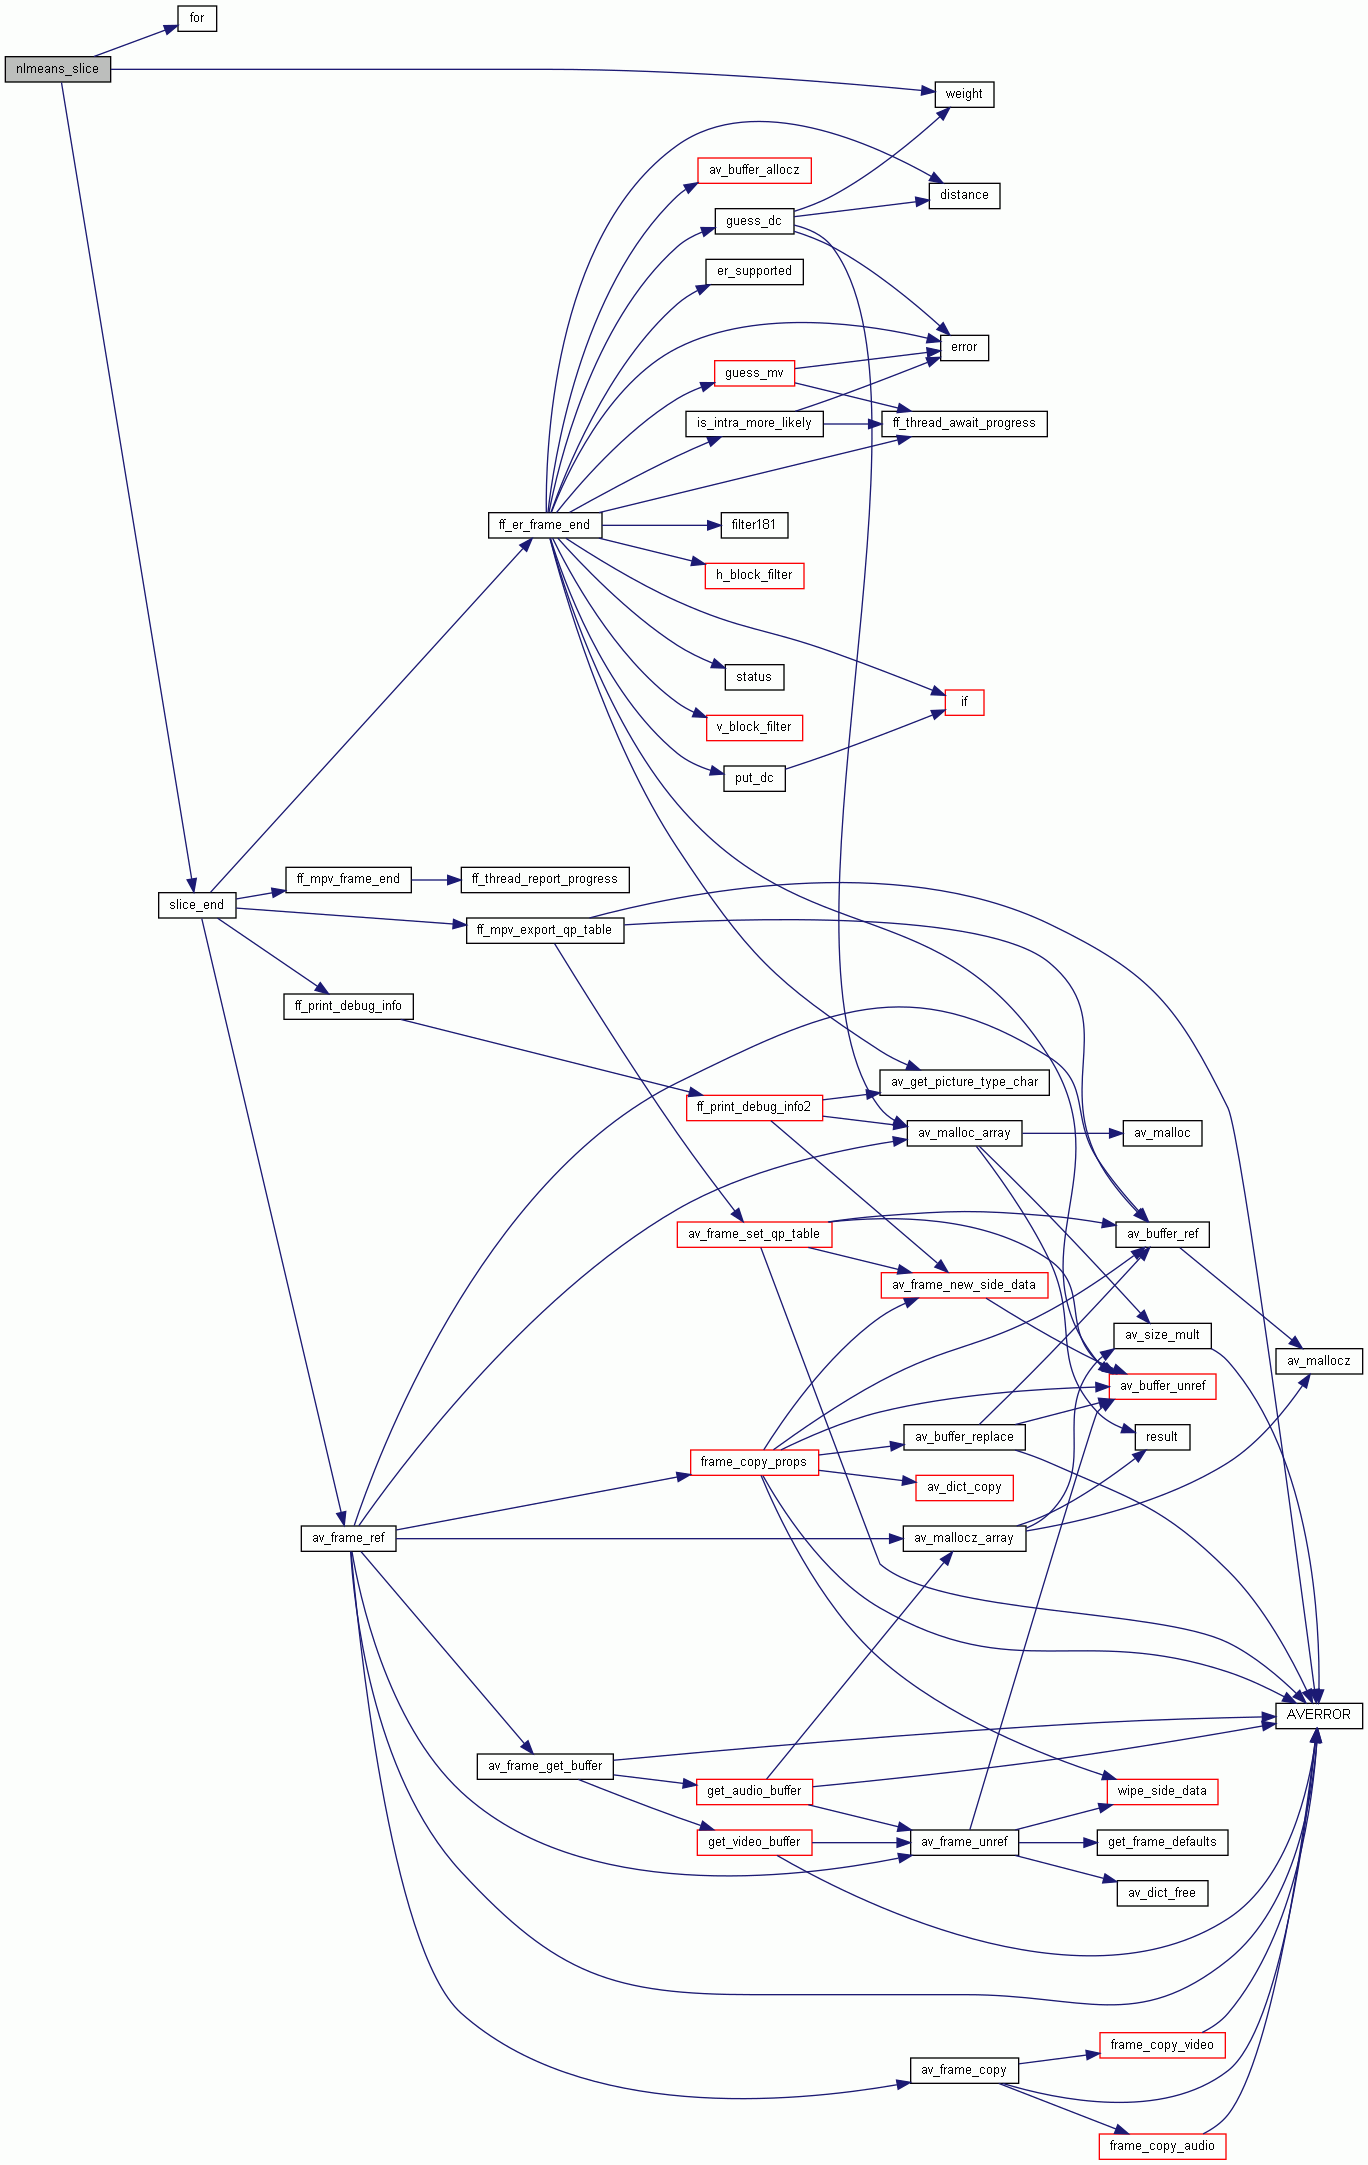 for
nlmeans_slice
weight
av_buffer_allocz
distance
guess_dc
er_supported
error
guess_mv
is_intra_more_likely
ff_thread_await_progress
ff_er_frame_end
filter181
h_block_filter
status
if
v_block_filter
put_dc
ff_mpv_frame_end
ff_thread_report_progress
slice_end
ff_mpv_export_qp_table
ff_print_debug_info
av_get_picture_type_char
ff_print_debug_info2
av_malloc_array
av_malloc
av_frame_set_qp_table
av_buffer_ref
av_frame_new_side_data
av_size_mult
av_mallocz
av_buffer_unref
av_buffer_replace
result
frame_copy_props
av_dict_copy
av_frame_ref
av_mallocz_array
AVERROR
av_frame_get_buffer
get_audio_buffer
wipe_side_data
get_video_buffer
av_frame_unref
get_frame_defaults
av_dict_free
frame_copy_video
av_frame_copy
frame_copy_audio